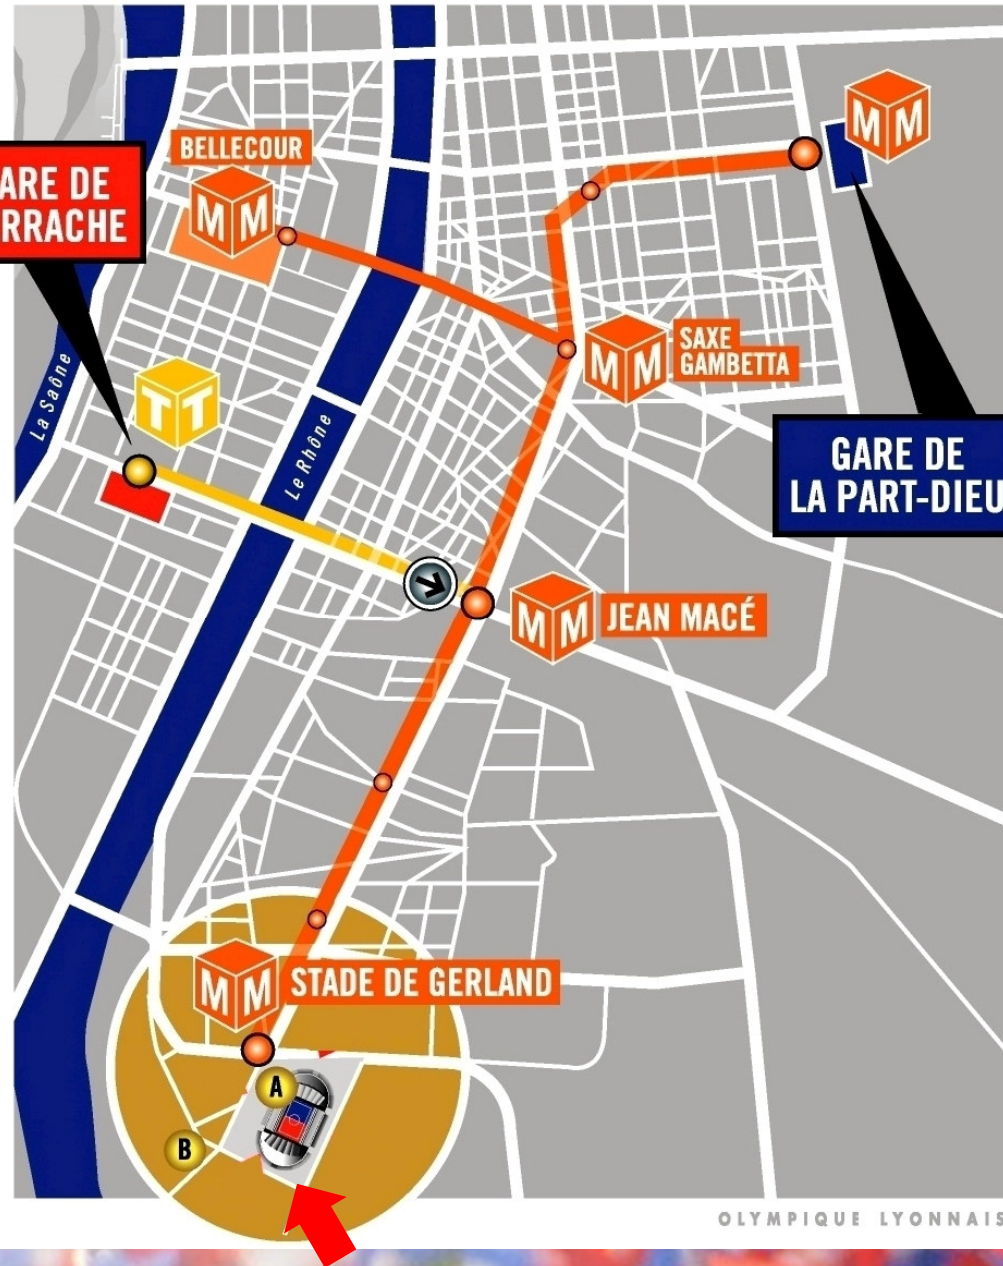 BELLECOUR
M M
M M
ARE DE
RRACHE
SAXE
GAMBETTA
M M
La Saône
T T
Le Rhône
GARE DE
LA PART-DIEU
M M
JEAN MACÉ
M M
STADE DE GERLAND
A
B
OLYMPIQUE LYONNAIS